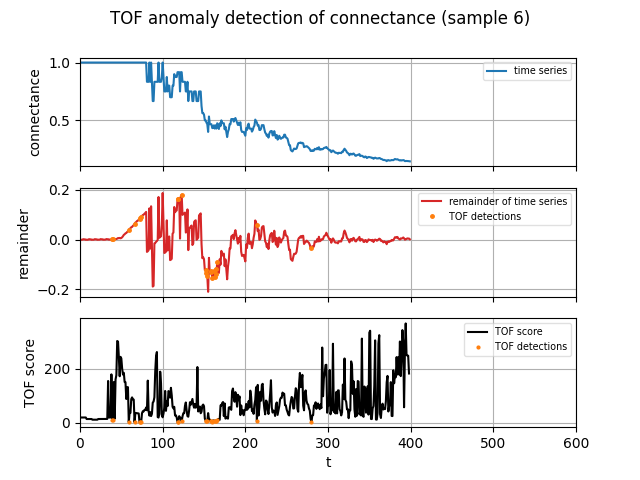 TOF anomaly detection of connectance (sample 6)
1.0
0.5
connectance
time series
0.2
0.0
−0.2
remainder
remainder of time series
TOF detections
200
0
TOF score
TOF score
TOF detections
0 100 200 300 400 500 600
t